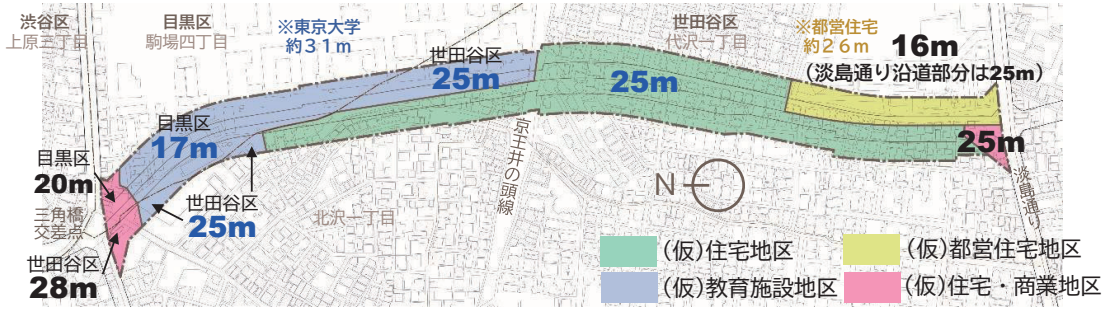 渋谷区
上原三丁目
目黒区
駒場四丁目
※東京大学
約31m
世田谷区
25m
世田谷区
代沢一丁目
※都営住宅
約26m
16m
(淡島通り沿道部分は25m)
25m
目黒区
17m
目黒区
20m
世田谷区
25m
三角橋
交差点
世田谷区
28m
北沢一丁目
京王井の頭線
N
25m
淡島通り
(仮)住宅地区
(仮)都営住宅地区
(仮)教育施設地区
(仮)住宅・商業地区